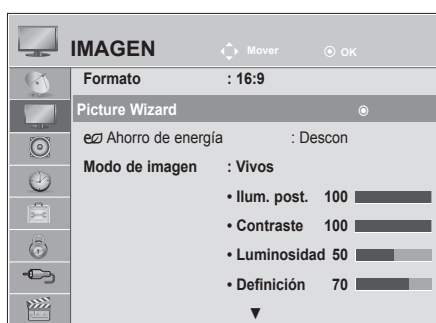 IMAGEN Mover OK
Formato : 16:9
Picture Wizard
Ahorro de energía : Descon
Modo de imagen : Vivos
• Ilum. post. 100
• Contraste 100
• Luminosidad 50
• Definición 70